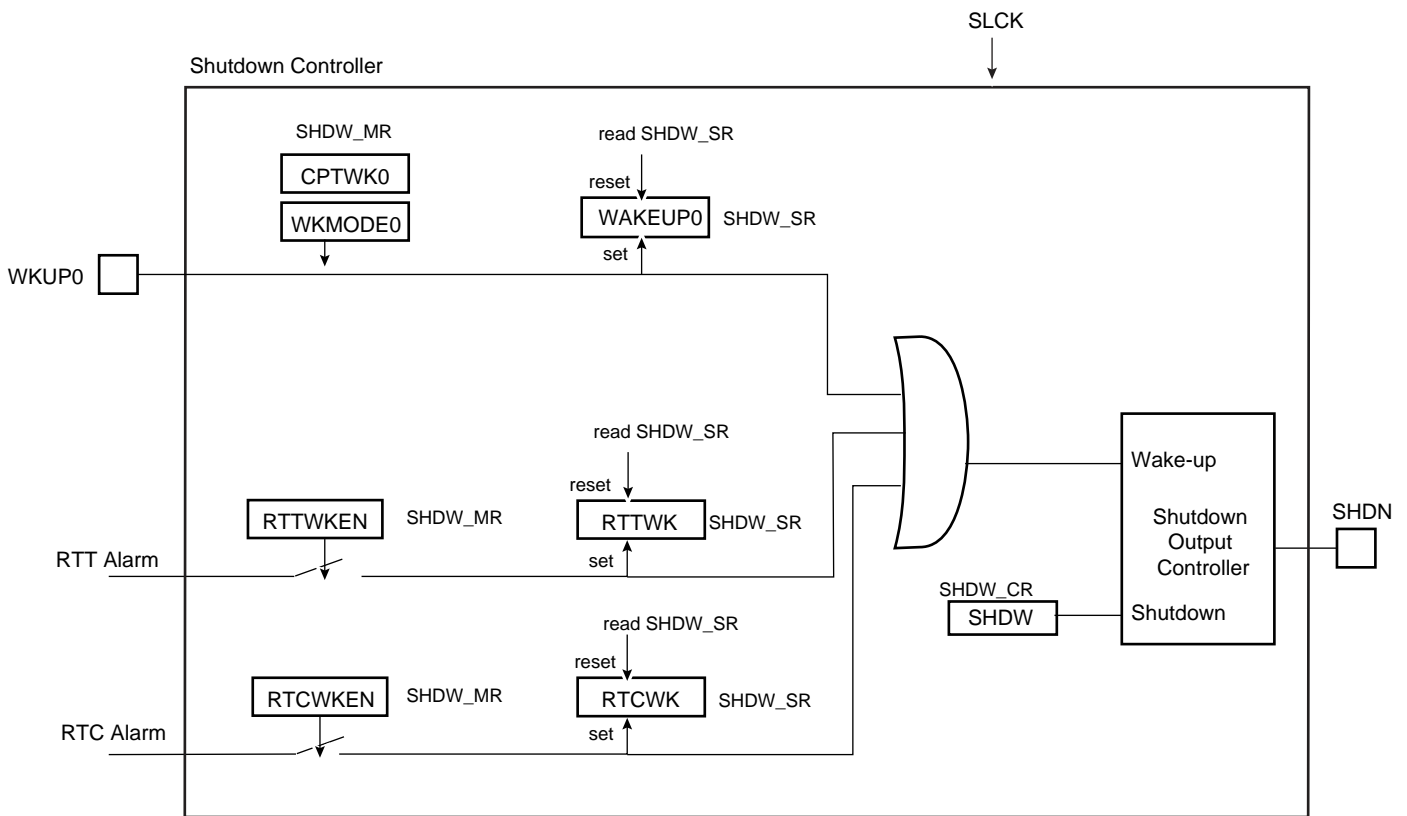 SLCK
Shutdown Controller
SHDW_MR
read SHDW_SR
CPTWK0
reset
WKMODE0
WAKEUP0
SHDW_SR
set
WKUP0
read SHDW_SR
Wake-up
reset
RTTWKEN
SHDW_MR
RTTWK
SHDW_SR
Shutdown
Output
Controller
SHDN
RTT Alarm
set
SHDW_CR
SHDW
Shutdown
read SHDW_SR
reset
RTCWKEN
SHDW_MR
RTCWK
SHDW_SR
RTC Alarm
set